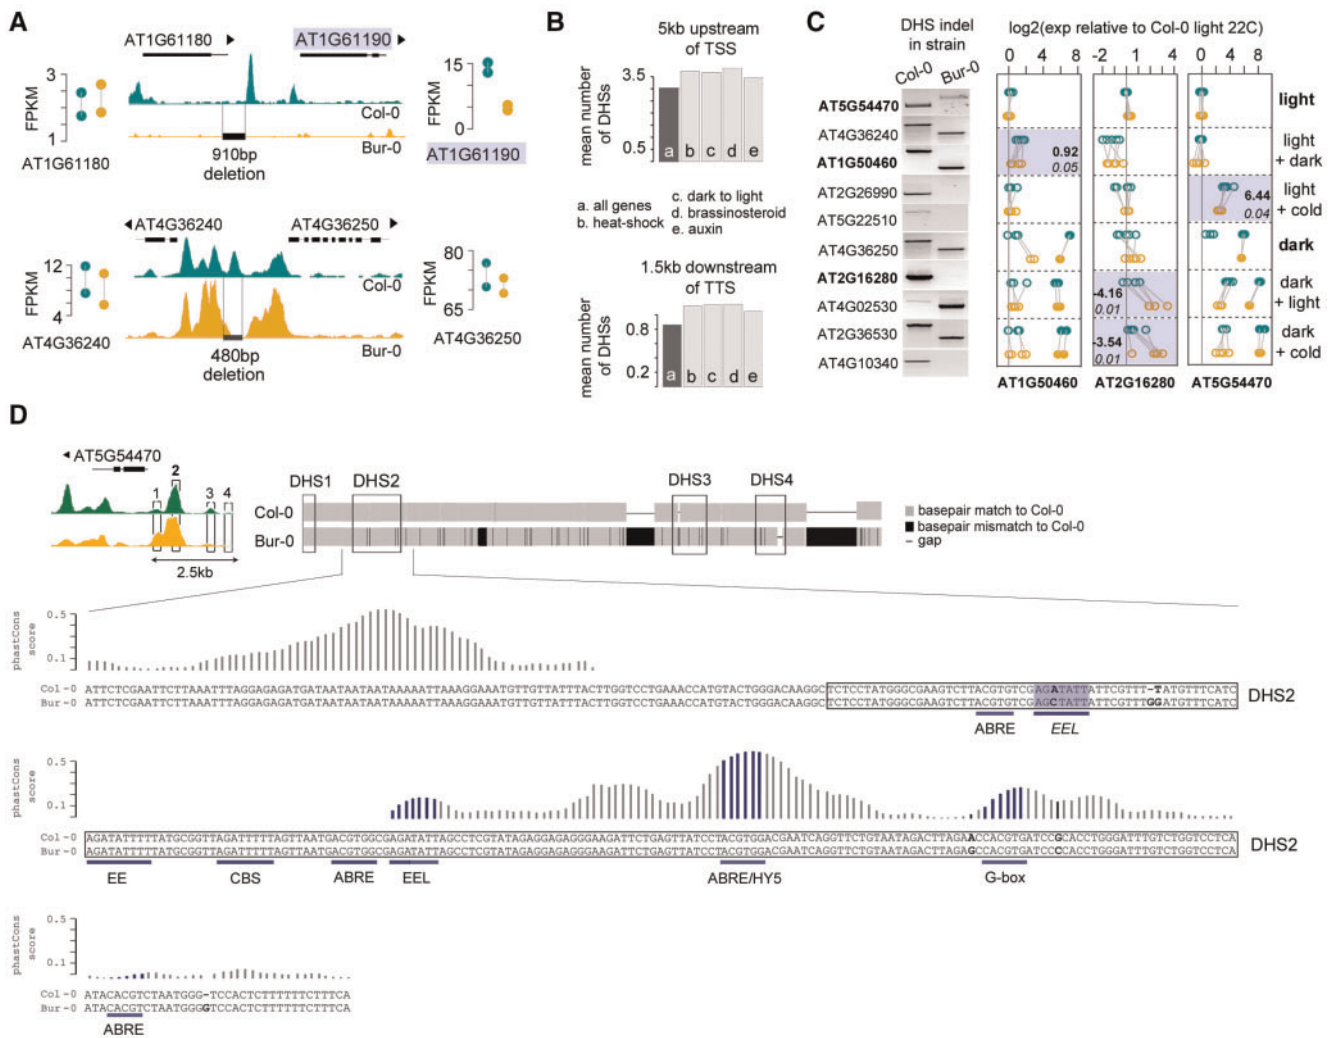 A
AT1G61180
AT1G61190
3
FPKM
1
AT1G61180
Col-0
Bur-0
910bp
deletion
15
FPKM
0
AT1G61190
AT4G36240
AT4G36250
12
FPKM
4
AT4G36240
Col-0
Bur-0
480bp
deletion
80
FPKM
65
AT4G36250
B
5kb upstream
of TSS
3.5
mean number
of DHSs
0.5
a b c d e
a. all genes
b. heat-shock
c. dark to light
d. brassinosteroid
e. auxin
1.5kb downstream
of TTS
0.8
mean number
of DHSs
0.2
a b c d e
C
DHS indel
in strain
Col-0 Bur-0
AT5G54470
AT4G36240
AT1G50460
AT2G26990
AT5G22510
AT4G36250
AT2G16280
AT4G02530
AT2G36530
AT4G10340
log2(exp relative to Col-0 light 22C)
0 4 8
-2 1 4
0 4 8
light
light
+ dark
0.92
0.05
light
+ cold
6.44
0.04
dark
dark
+ light
-4.16
0.01
dark
+ cold
-3.54
0.01
AT1G50460 AT2G16280 AT5G54470
D
AT5G54470
1 2 3 4
2.5kb
DHS1 DHS2 DHS3 DHS4
Col-0
Bur-0
basepair match to Col-0
basepair mismatch to Col-0
gap
phastCons
score
0.5
0.1
Col-0 ATTCTCGAATTCTTAAATTTAGGAGAGATGATAATAATAATAAAAATTAAAGGAAATGTTGTTATTTACTTGGTCCTGAAACCATGTACTGGGACAAGGCTCTCCTATGGGCGAAGTCTTACGTGTCGAGATATTATTCGTTT-TATGTTTCATC
Bur-0 ATTCTCGAATTCTTAAATTTAGGAGAGATGATAATAATAATAAAAATTAAAGGAAATGTTGTTATTTACTTGGTCCTGAAACCATGTACTGGGACAAGGCTCTCCTATGGGCGAAGTCTTACGTGTCGAGCTATTATTCGTTTGGATGTTTCATC
DHS2
ABRE
EEL
phastCons
score
0.5
0.1
Col-0 AGATATTTTTATGCGGTTAGATTTTTAGTTAATGACGTGGCGAGATATTAGCCTCGTATAGAGGAGAGGGAAGATTCTGAGTTATCCTACGTGGACGAATCAGGTTCTGTAATAGACTTAGAACCACGTGATCCGCACCTGGGATTTGTCTGGTCCTCA
Bur-0 AGATATTTTTATGCGGTTAGATTTTTAGTTAATGACGTGGCGAGATATTAGCCTCGTATAGAGGAGAGGGAAGATTCTGAGTTATCCTACGTGGACGAATCAGGTTCTGTAATAGACTTAGAGCCACGTGATCCCCACCTGGGATTTGTCTGGTCCTCA
DHS2
EE
CBS
ABRE
EEL
ABRE/HY5
G-box
phastCons
score
0.5
0.1
Col-0 ATACACGTCTAATGGG-TCCACTCTTTTTTCTTTCA
Bur-0 ATACACGTCTAATGGGGTCCACTCTTTTTTCTTTCA
ABRE